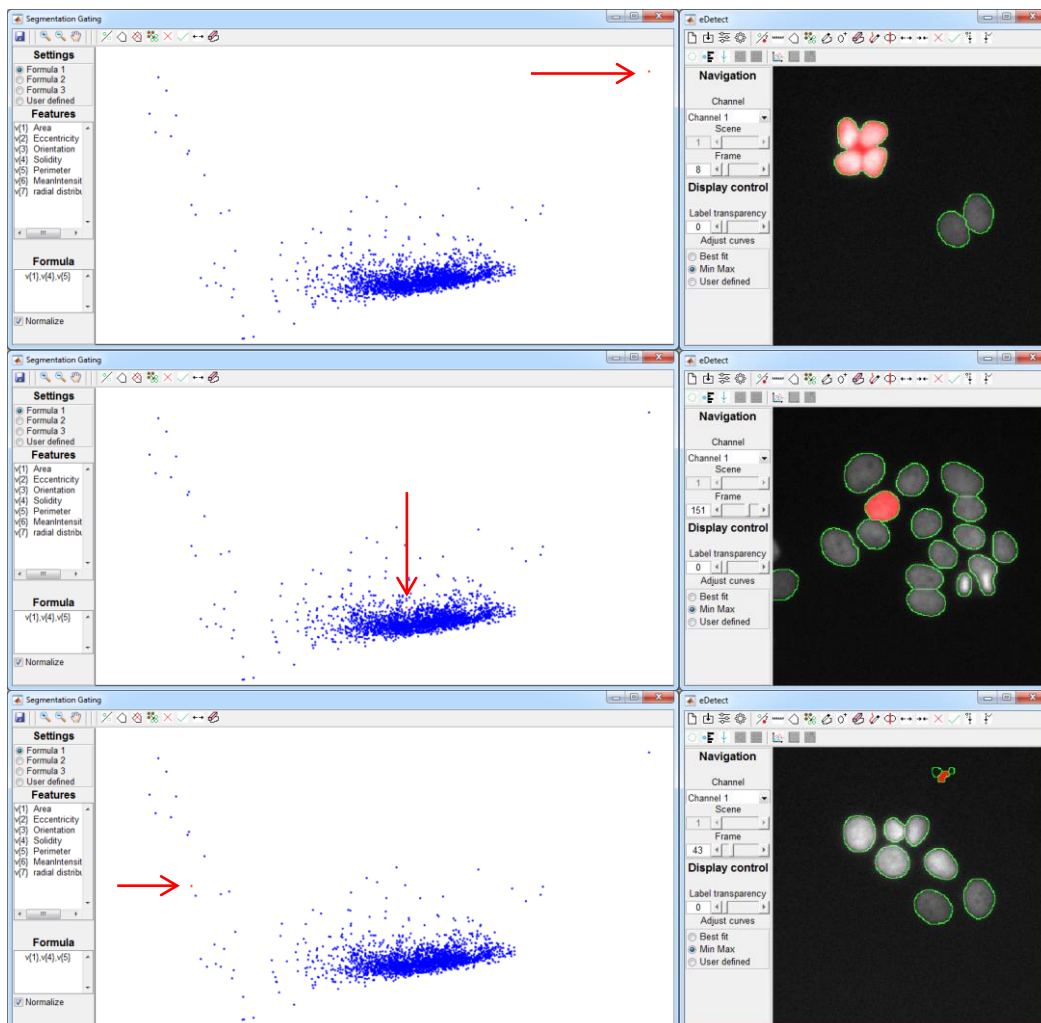 Segmentation Gating
Settings
Formula 1
Formula 2
Formula 3
User defined
Features
v{1} Area
v{2} Eccentricity
v{3} Orientation
v{4} Solidity
v{5} Perimeter
v{6} MeanIntensit
v{7} radial distribu
Formula
v{1},v{4},v{5}
Normalize
eDetect
Navigation
Channel
Channel 1
Scene
1
Frame
8
Display control
Label transparency
0
Adjust curves
Best fit
Min Max
User defined
Segmentation Gating
Settings
Formula 1
Formula 2
Formula 3
User defined
Features
v{1} Area
v{2} Eccentricity
v{3} Orientation
v{4} Solidity
v{5} Perimeter
v{6} MeanIntensit
v{7} radial distribu
Formula
v{1},v{4},v{5}
Normalize
eDetect
Navigation
Channel
Channel 1
Scene
1
Frame
151
Display control
Label transparency
0
Adjust curves
Best fit
Min Max
User defined
Segmentation Gating
Settings
Formula 1
Formula 2
Formula 3
User defined
Features
v{1} Area
v{2} Eccentricity
v{3} Orientation
v{4} Solidity
v{5} Perimeter
v{6} MeanIntensit
v{7} radial distribu
Formula
v{1},v{4},v{5}
Normalize
eDetect
Navigation
Channel
Channel 1
Scene
1
Frame
43
Display control
Label transparency
0
Adjust curves
Best fit
Min Max
User defined